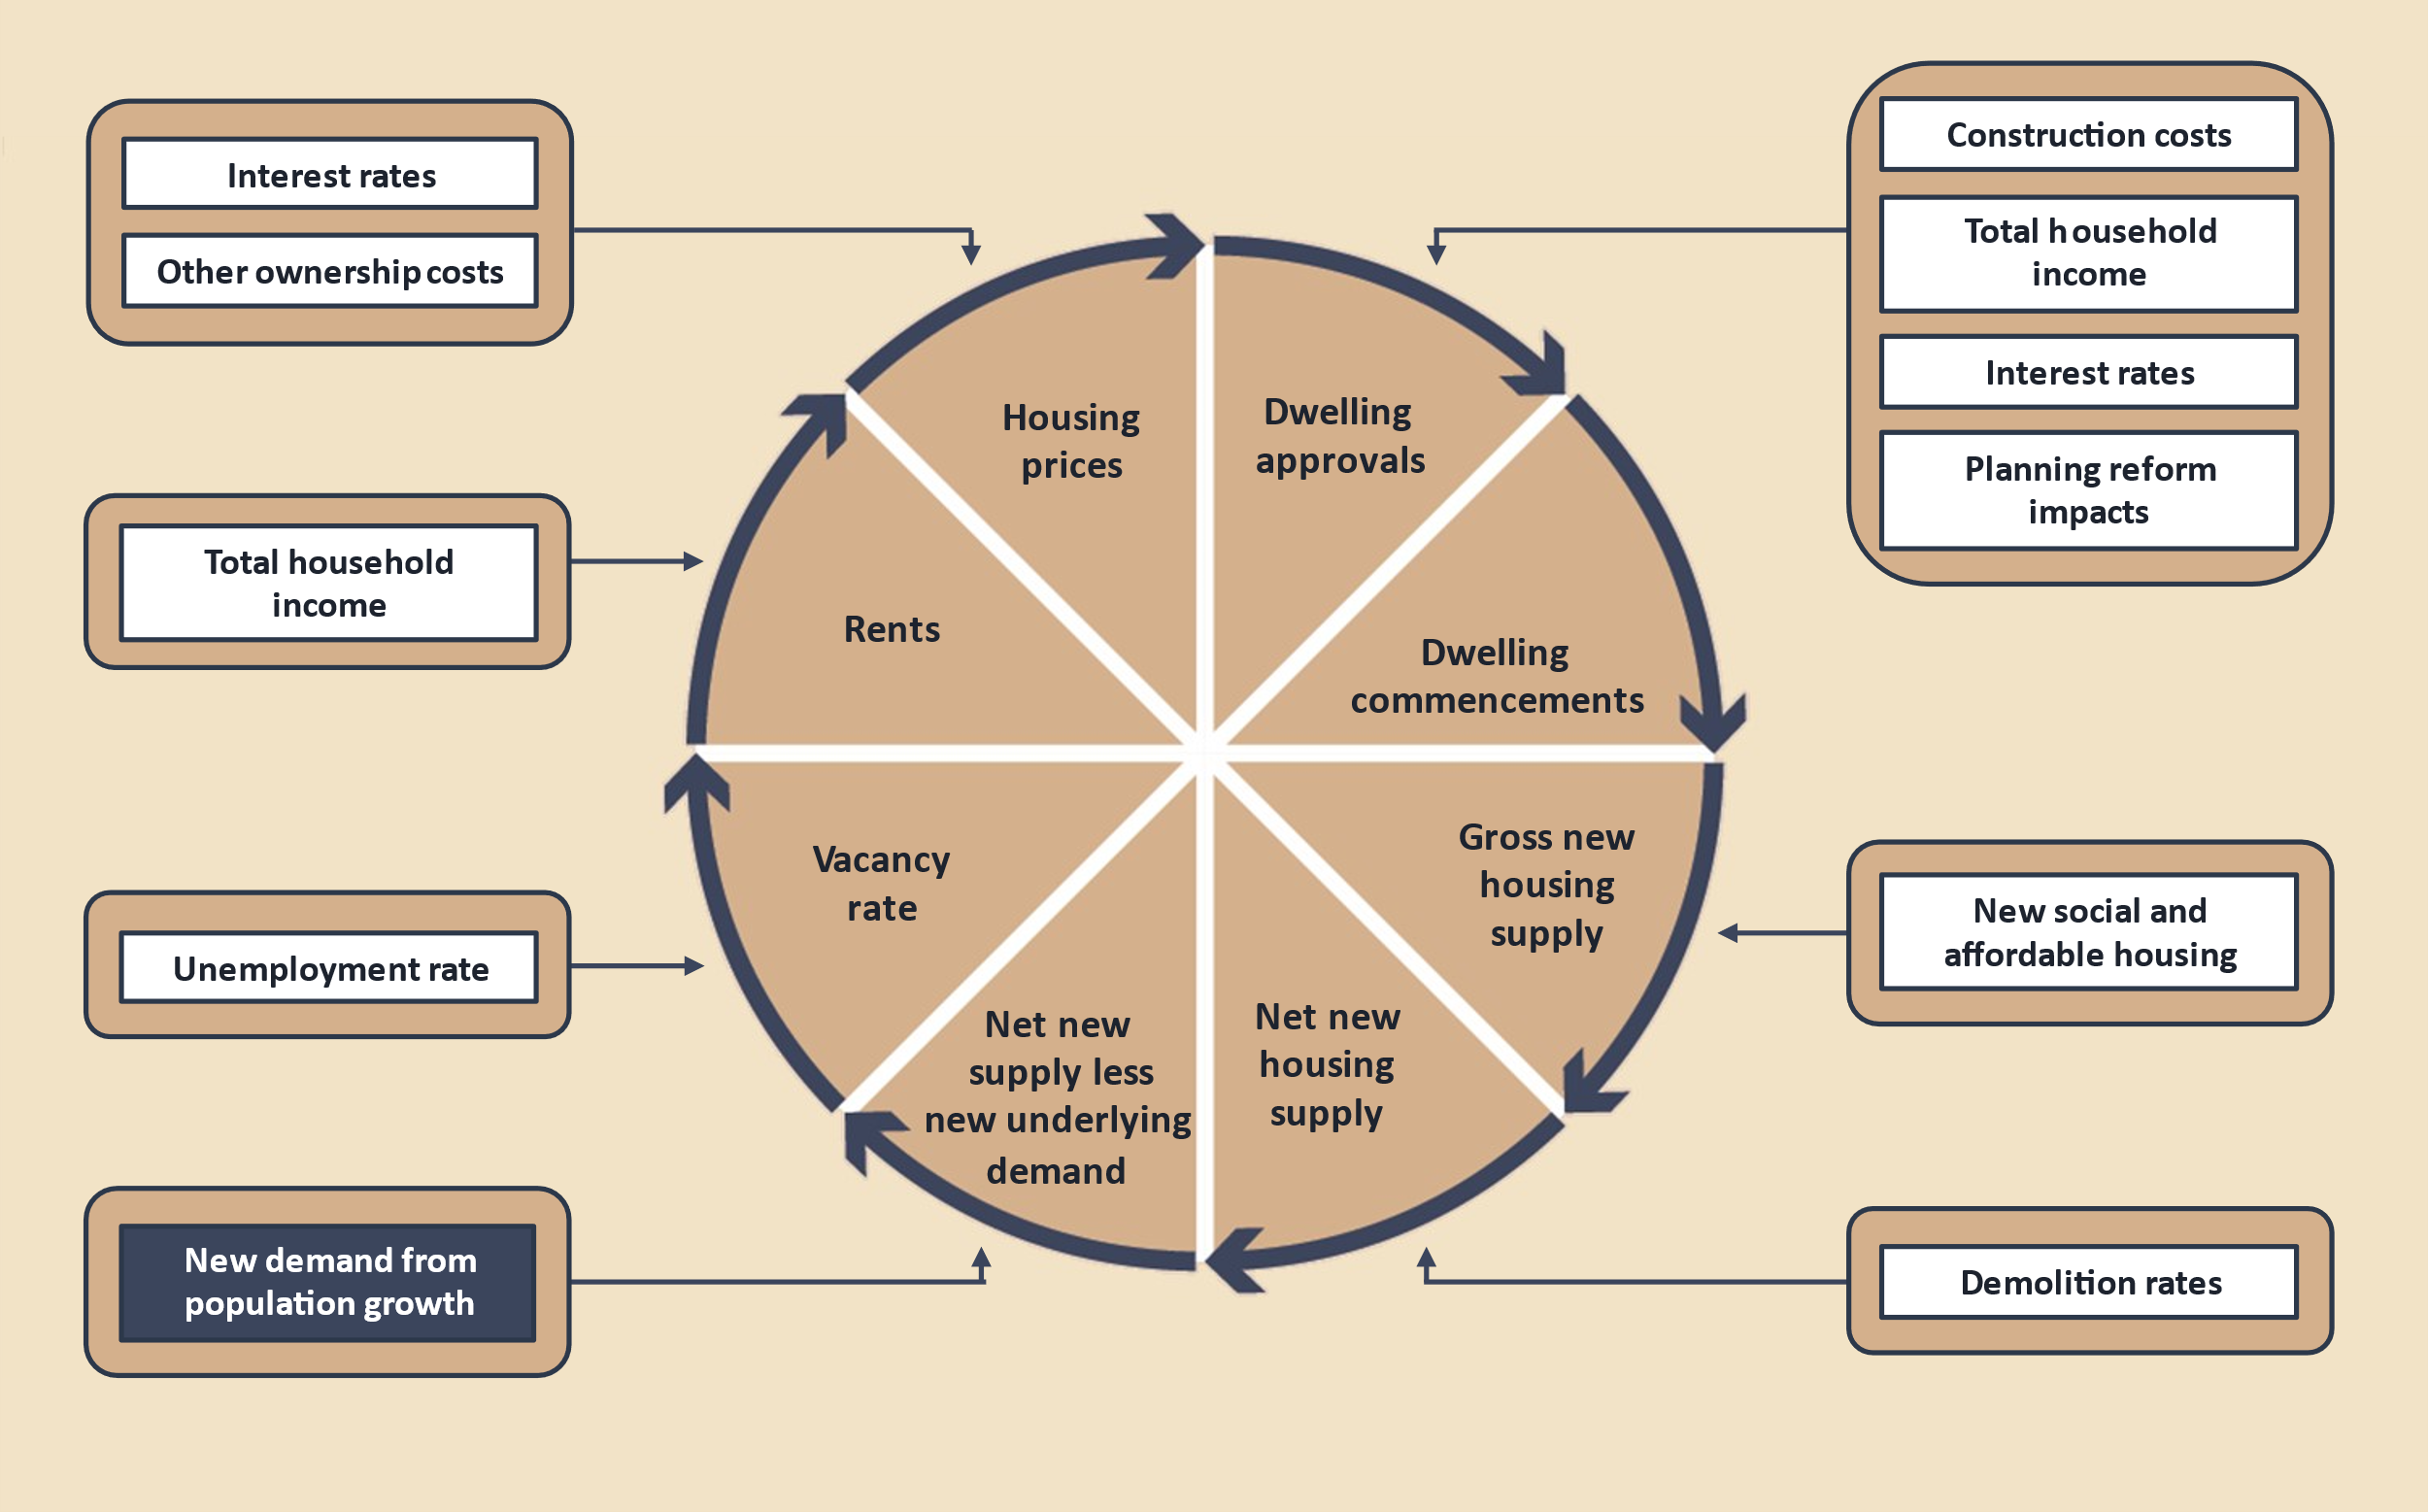 Interest rates
Other ownership costs
Total household
income
Unemployment rate
New demand from
population growth
Housing
prices
Dwelling
approvals
Rents
Dwelling
commencements
Vacancy
rate
Gross new
housing
supply
Net new
supply less
new underlying
demand
Net new
housing
supply
Construction costs
Total household
income
Interest rates
Planning reform
impacts
New social and
affordable housing
Demolition rates